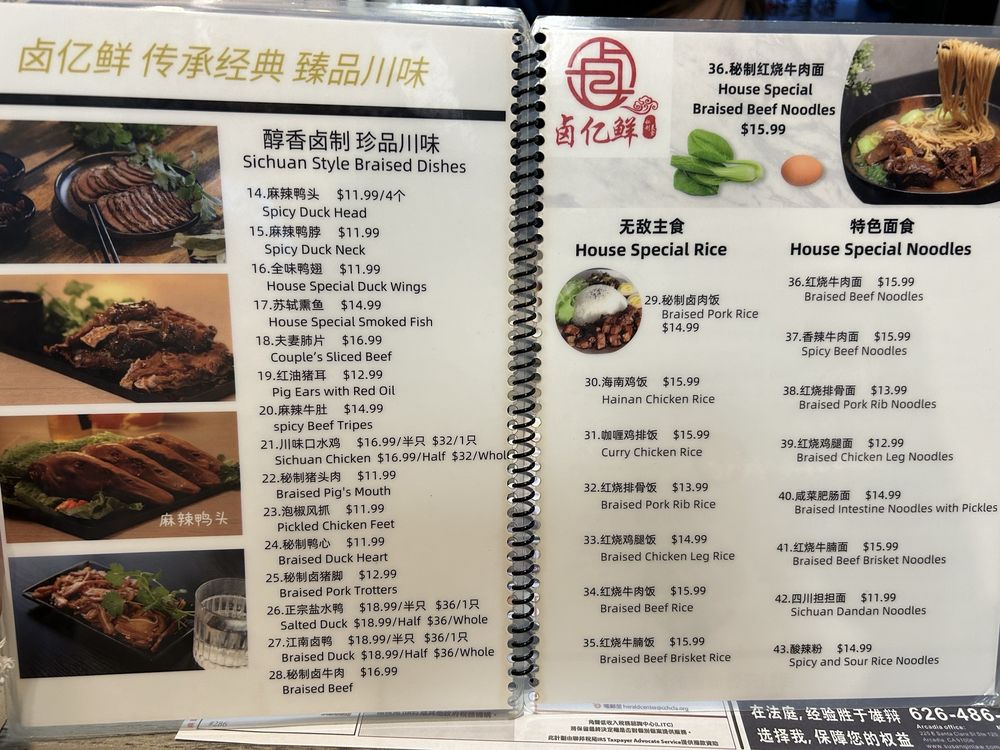 卤亿鲜 传承经典 臻品川味
醇香卤制 珍品川味
Sichuan Style Braised Dishes
14.麻辣鸭头 $11.99/4个
Spicy Duck Head
15.麻辣鸭脖 $11.99
Spicy Duck Neck
16.全味鸭翅 $11.99
House Special Duck Wings
17.苏轼熏鱼 $14.99
House Special Smoked Fish
18.夫妻肺片 $16.99
Couple's Sliced Beef
19.红油猪耳 $12.99
Pig Ears with Red Oil
20.麻辣牛肚 $14.99
spicy Beef Tripes
21.川味口水鸡 $16.99/半只 $32/1只
Sichuan Chicken $16.99/Half $32/Whol
22.秘制猪头肉 $11.99
Braised Pig's Mouth
23.泡椒风抓 $11.99
Pickled Chicken Feet
24.秘制鸭心 $11.99
Braised Duck Heart
25.秘制卤猪脚 $12.99
Braised Pork Trotters
26.正宗盐水鸭 $18.99/半只 $36/1只
Salted Duck $18.99/Half $36/Whole
27.江南卤鸭 $18.99/半只 $36/1只
Braised Duck $18.99/Half $36/Whole
28.秘制卤牛肉 $16.99
Braised Beef
麻辣鸭头
卤亿鲜
36.秘制红烧牛肉面
House Special
Braised Beef Noodles
$15.99
无敌主食
House Special Rice
29.秘制卤肉饭
Braised Pork Rice
$14.99
30.海南鸡饭 $15.99
Hainan Chicken Rice
31.咖喱鸡排饭 $15.99
Curry Chicken Rice
32.红烧排骨饭 $13.99
Braised Pork Rib Rice
33.红烧鸡腿饭 $14.99
Braised Chicken Leg Rice
34.红烧牛肉饭 $15.99
Braised Beef Rice
35.红烧牛腩饭 $15.99
Braised Beef Brisket Rice
特色面食
House Special Noodles
36.红烧牛肉面 $15.99
Braised Beef Noodles
37.香辣牛肉面 $15.99
Spicy Beef Noodles
38.红烧排骨面 $13.99
Braised Pork Rib Noodles
39.红烧鸡腿面 $12.99
Braised Chicken Leg Noodles
40.咸菜肥肠面 $14.99
Braised Intestine Noodles with Pickles
41.红烧牛腩面 $15.99
Braised Beef Brisket Noodles
42.四川担担面 $11.99
Sichuan Dandan Noodles
43.酸辣粉 $14.99
Spicy and Sour Rice Noodles
#286
heraldcenter@cchcla.org
在法庭, 经验胜于雄辩 626-486-
选择我, 保障您的权益
Arcadia office: